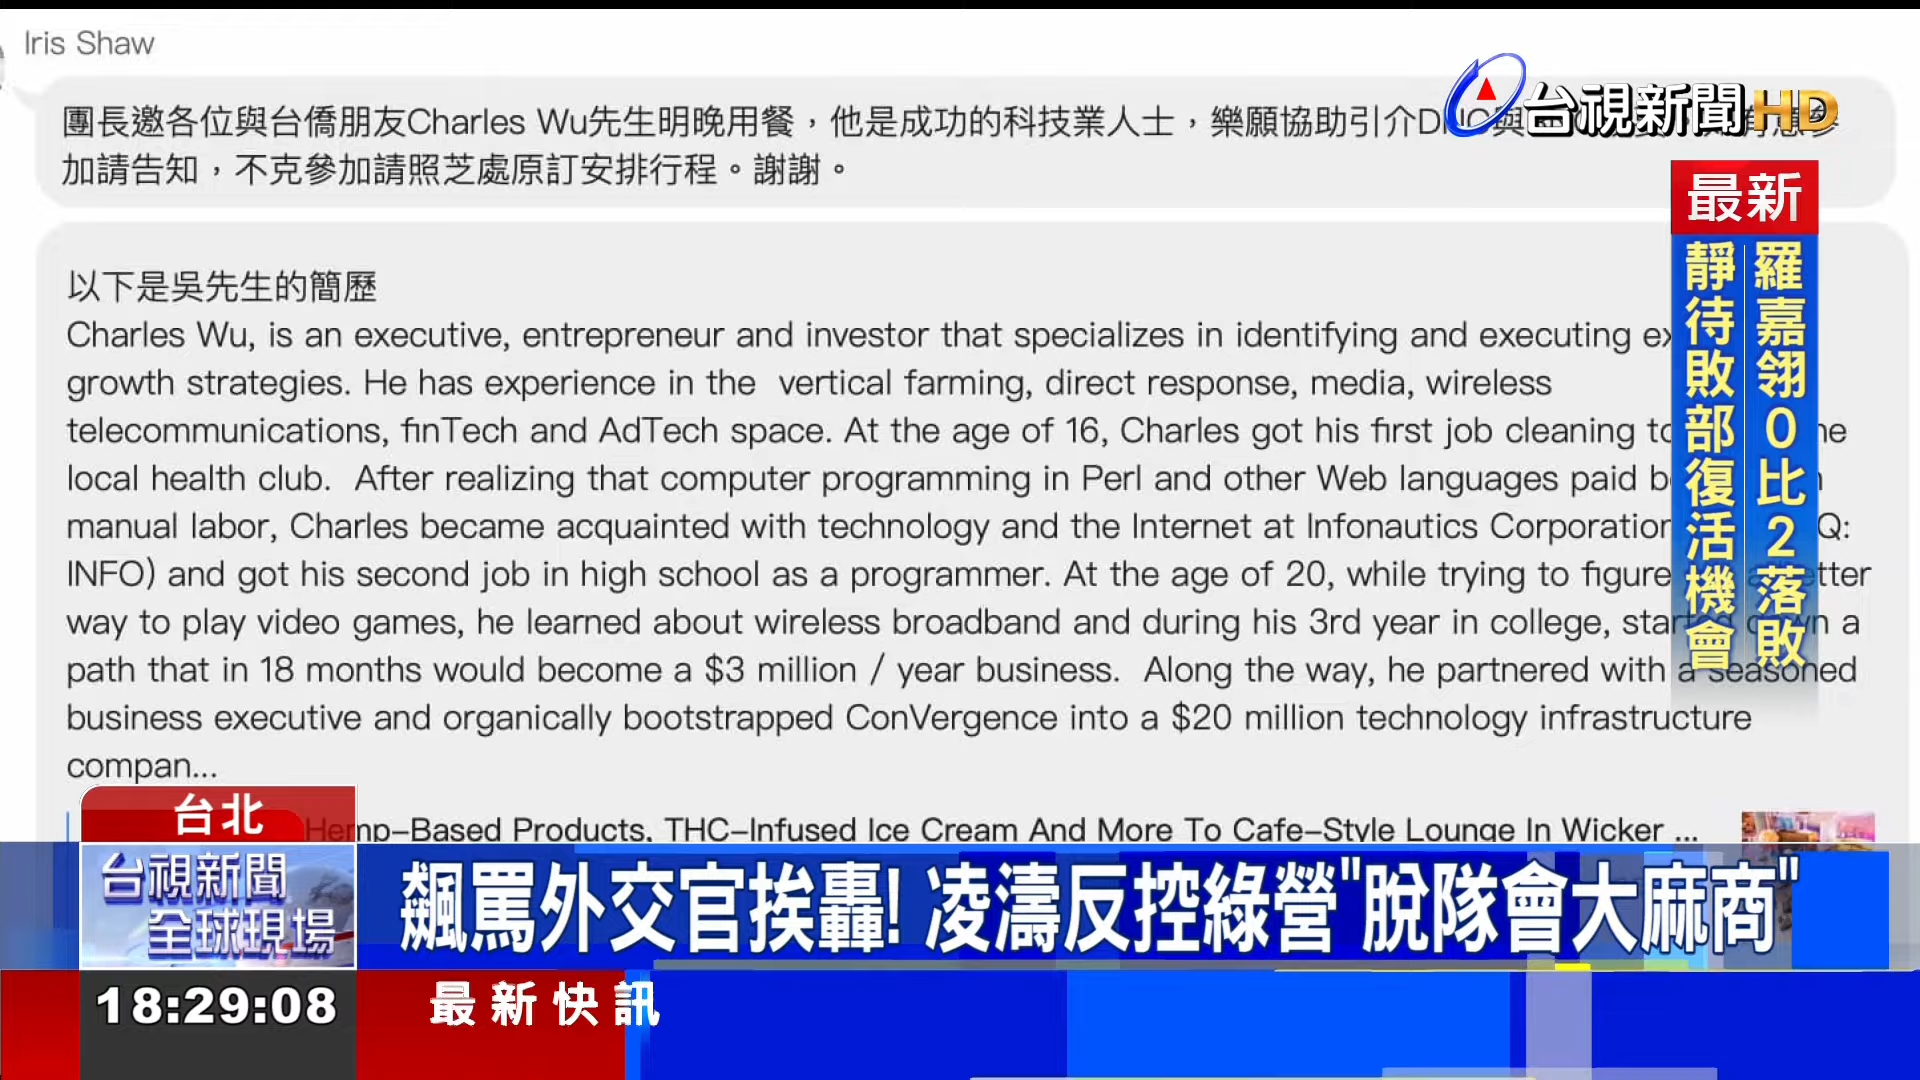 Iris Shaw
團長邀各位與台僑朋友Charles Wu先生明晚用餐，他是成功的科技業人士，樂願協助引介DNC與
加請告知，不克參加請照芝處原訂安排行程。謝謝。
以下是吳先生的簡歷
Charles Wu, is an executive, entrepreneur and investor that specializes in identifying and executing
growth strategies. He has experience in the  vertical farming, direct response, media, wireless
telecommunications, finTech and AdTech space. At the age of 16, Charles got his first job cleaning
local health club.  After realizing that computer programming in Perl and other Web languages paid
manual labor, Charles became acquainted with technology and the Internet at Infonautics Corporation Q:
INFO) and got his second job in high school as a programmer. At the age of 20, while trying to figure
way to play video games, he learned about wireless broadband and during his 3rd year in college, started down a
path that in 18 months would become a $3 million / year business.  Along the way, he partnered with a seasoned
business executive and organically bootstrapped ConVergence into a $20 million technology infrastructure
compan...
Hemp-Based Products, THC-Infused Ice Cream And More To Cafe-Style Lounge In Wicker ...
台視新聞HD
最新
羅嘉翎0比2落敗
靜待敗部復活機會
台北
台視新聞
全球現場
飆罵外交官挨轟! 凌濤反控綠營"脫隊會大麻商"
18:29:08
最新快訊